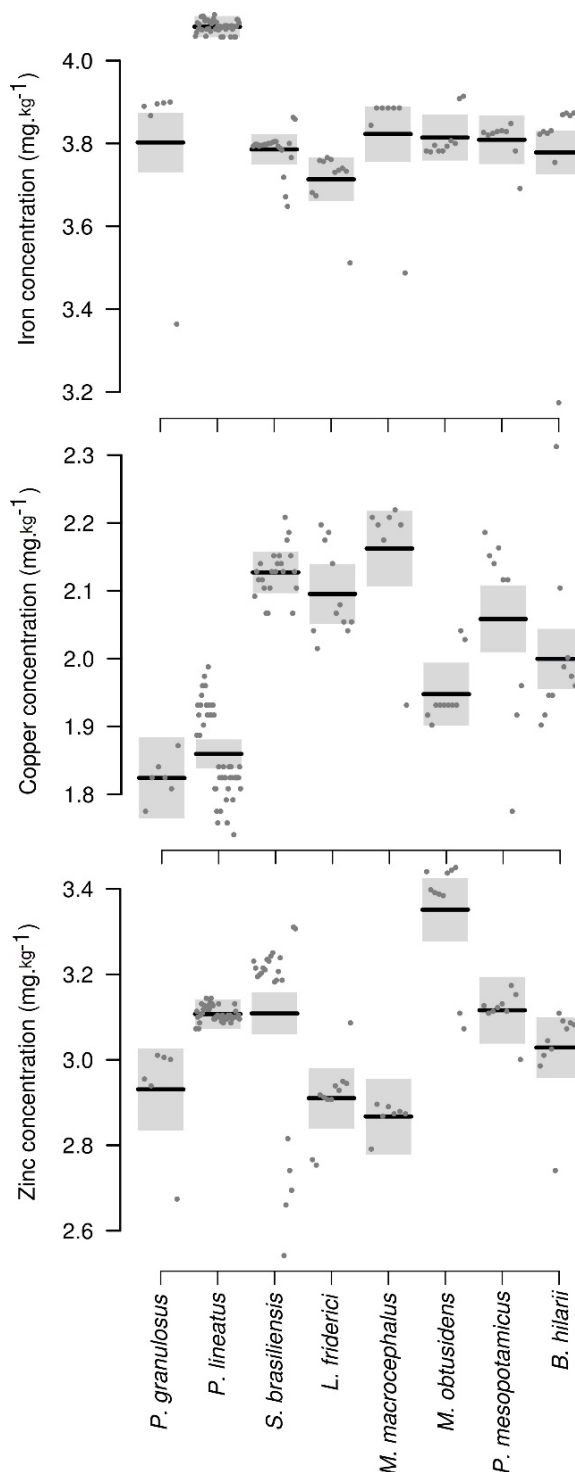 Iron concentration (mg.kg-1)
4.0
3.8
3.6
3.4
3.2
Copper concentration (mg.kg-1)
2.3
2.2
2.1
2.0
1.9
1.8
Zinc concentration (mg.kg-1)
3.4
3.2
3.0
2.8
2.6
P. granulosus
P. lineatus
S. brasiliensis
L. friderici
M. macrocephalus
M. obtusidens
P. mesopotamicus
B. hilarii